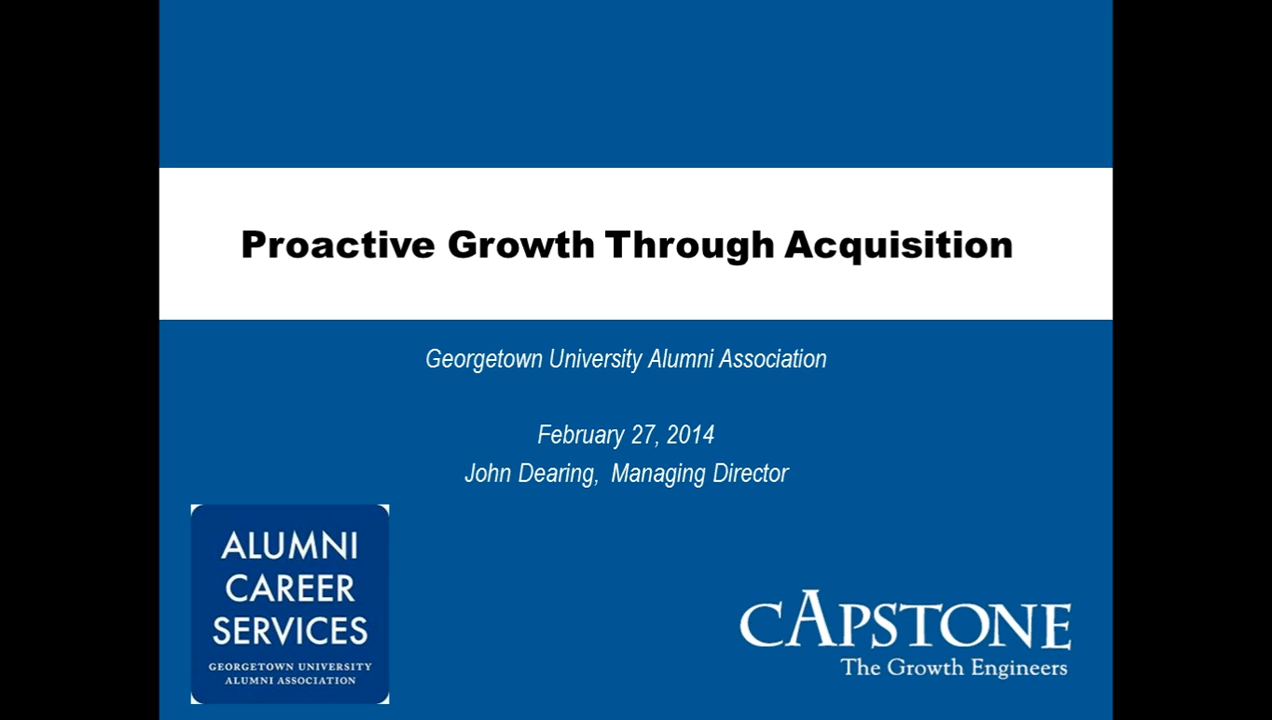 Proactive Growth Through Acquisition
Georgetown University Alumni Association
February 27, 2014
John Dearing, Managing Director
ALUMNI
CAREER
SERVICES
GEORGETOWN UNIVERSITY
ALUMNI ASSOCIATION
CAPSTONE
The Growth Engineers